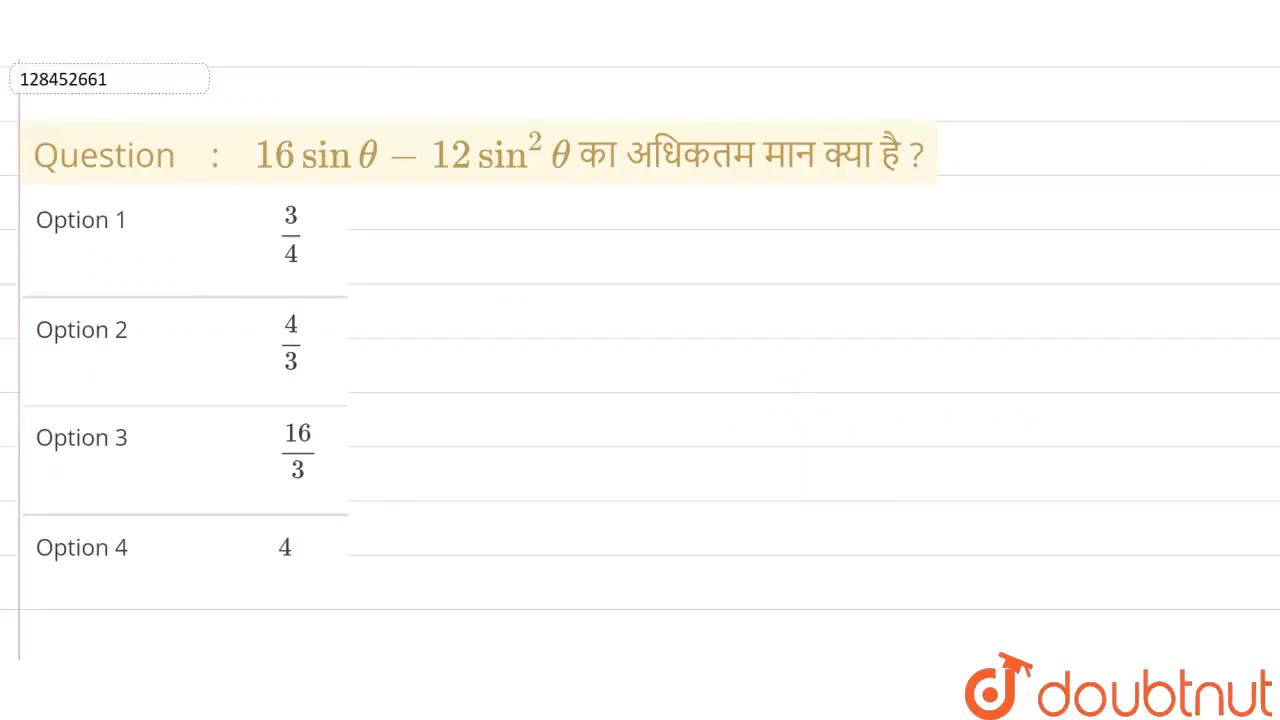 128452661
Question : 16 sin θ − 12 sin² θ का अधिकतम मान क्या है ?
Option 1 3/4
Option 2 4/3
Option 3 16/3
Option 4 4
doubtnut